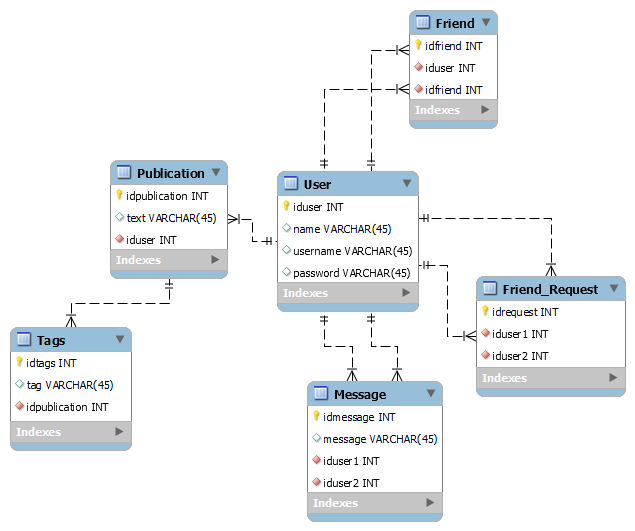 Friend
idfriend INT
iduser INT
idfriend INT
Indexes
Publication
idpublication INT
text VARCHAR(45)
iduser INT
Indexes
User
iduser INT
name VARCHAR(45)
username VARCHAR(45)
password VARCHAR(45)
Indexes
Friend_Request
idrequest INT
iduser1 INT
iduser2 INT
Indexes
Tags
idtags INT
tag VARCHAR(45)
idpublication INT
Indexes
Message
idmessage INT
message VARCHAR(45)
iduser1 INT
iduser2 INT
Indexes